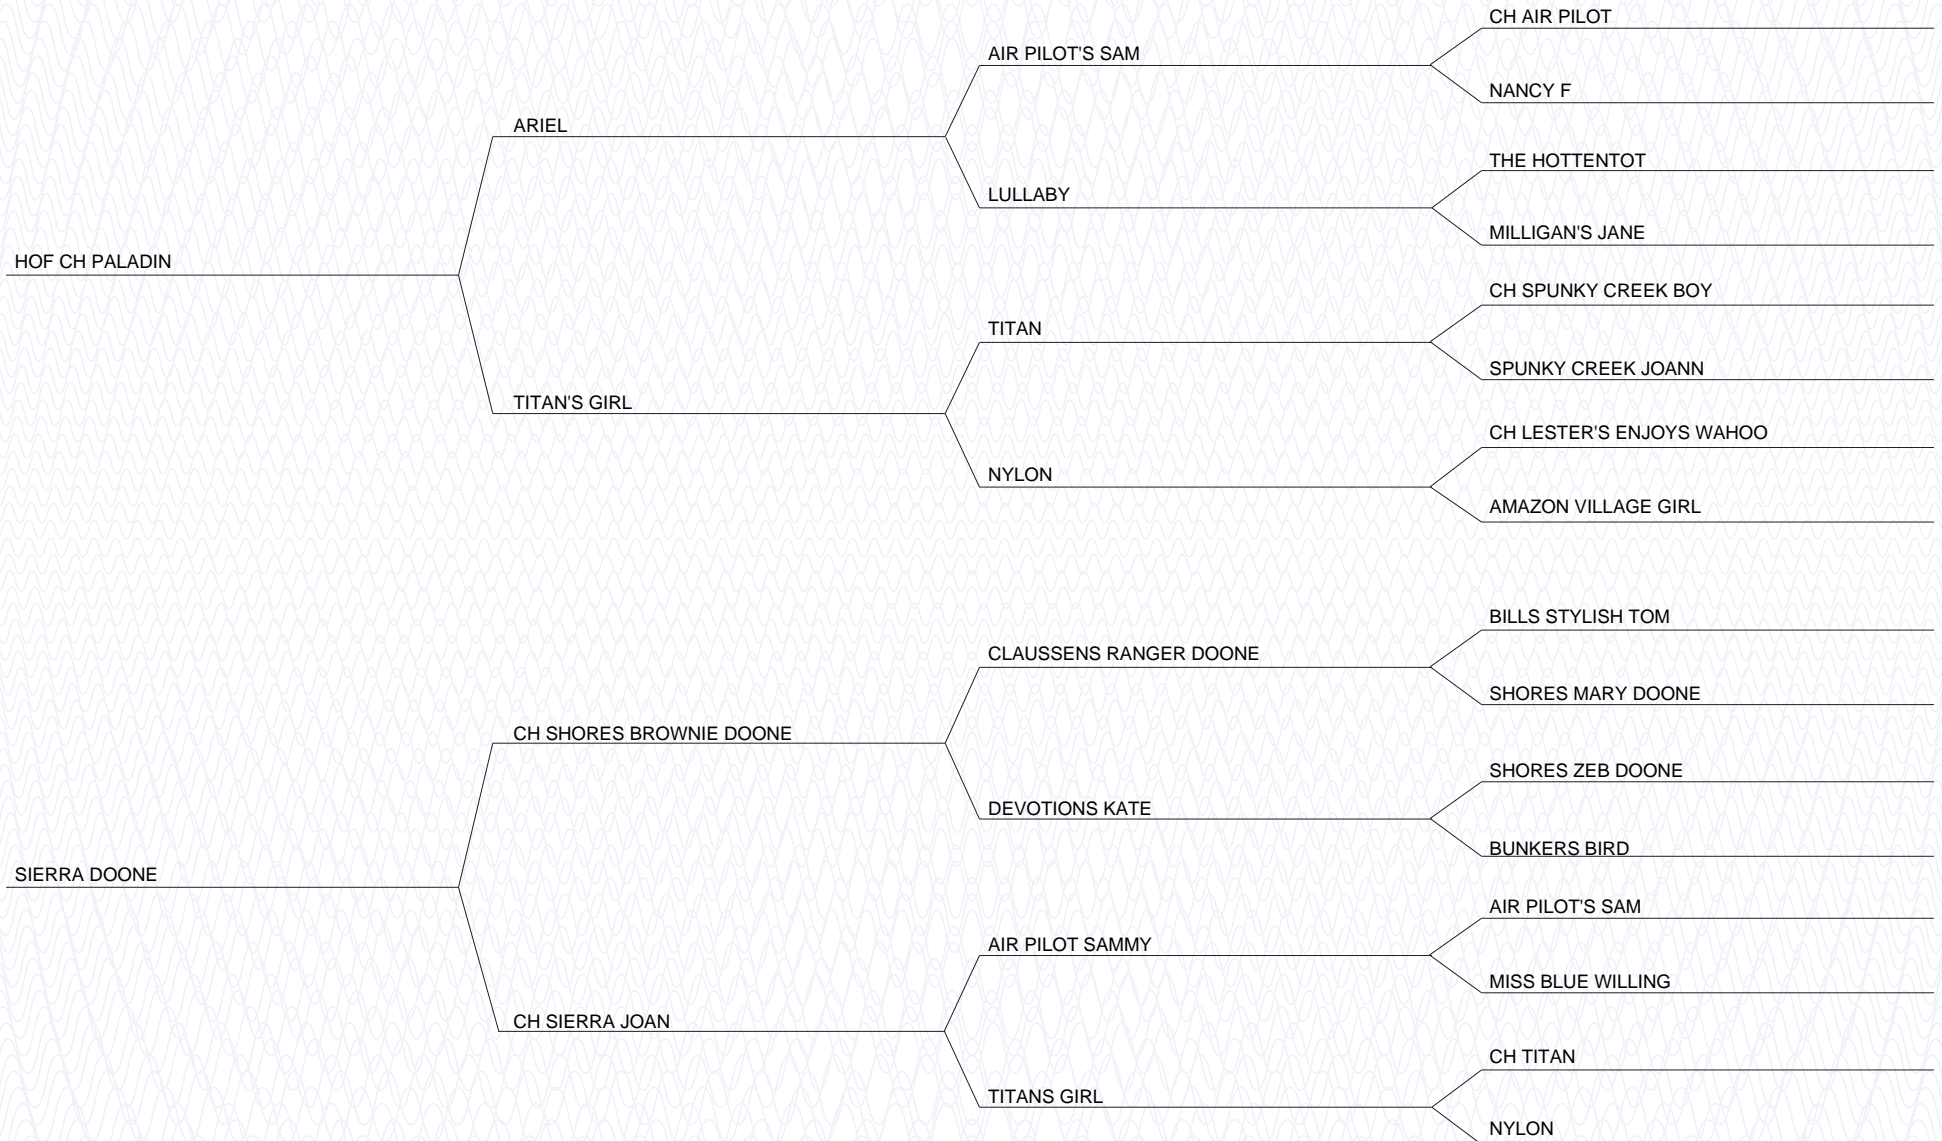 CH AIR PILOT
AIR PILOT'S SAM
NANCY F
ARIEL
THE HOTTENTOT
LULLABY
MILLIGAN'S JANE
HOF CH PALADIN
CH SPUNKY CREEK BOY
TITAN
SPUNKY CREEK JOANN
TITAN'S GIRL
CH LESTER'S ENJOYS WAHOO
NYLON
AMAZON VILLAGE GIRL
BILLS STYLISH TOM
CLAUSSENS RANGER DOONE
SHORES MARY DOONE
CH SHORES BROWNIE DOONE
SHORES ZEB DOONE
DEVOTIONS KATE
BUNKERS BIRD
SIERRA DOONE
AIR PILOT'S SAM
AIR PILOT SAMMY
MISS BLUE WILLING
CH SIERRA JOAN
CH TITAN
TITANS GIRL
NYLON